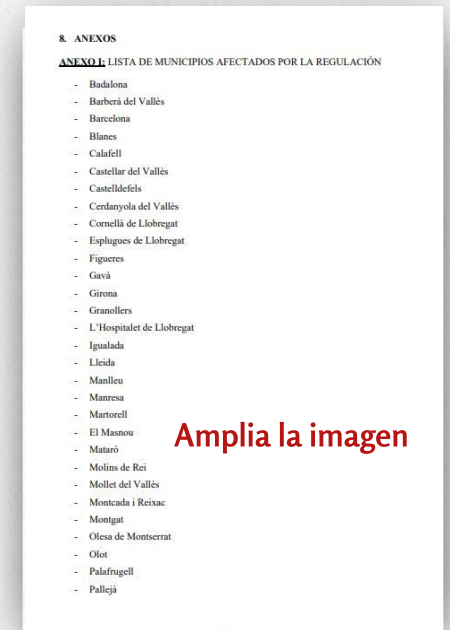 8. ANEXOS
ANEXO I: LISTA DE MUNICIPIOS AFECTADOS POR LA REGULACIÓN
- Badalona
- Barberà del Vallès
- Barcelona
- Blanes
- Calafell
- Castellar del Vallès
- Castelldefels
- Cerdanyola del Vallès
- Cornellà de Llobregat
- Esplugues de Llobregat
- Figueres
- Gavà
- Girona
- Granollers
- L'Hospitalet de Llobregat
- Igualada
- Lleida
- Manlleu
- Manresa
- Martorell
- El Masnou
- Mataró
Amplia la imagen
- Molins de Rei
- Mollet del Vallès
- Montcada i Reixac
- Montgat
- Olesa de Montserrat
- Olot
- Palafrugell
- Pallejà